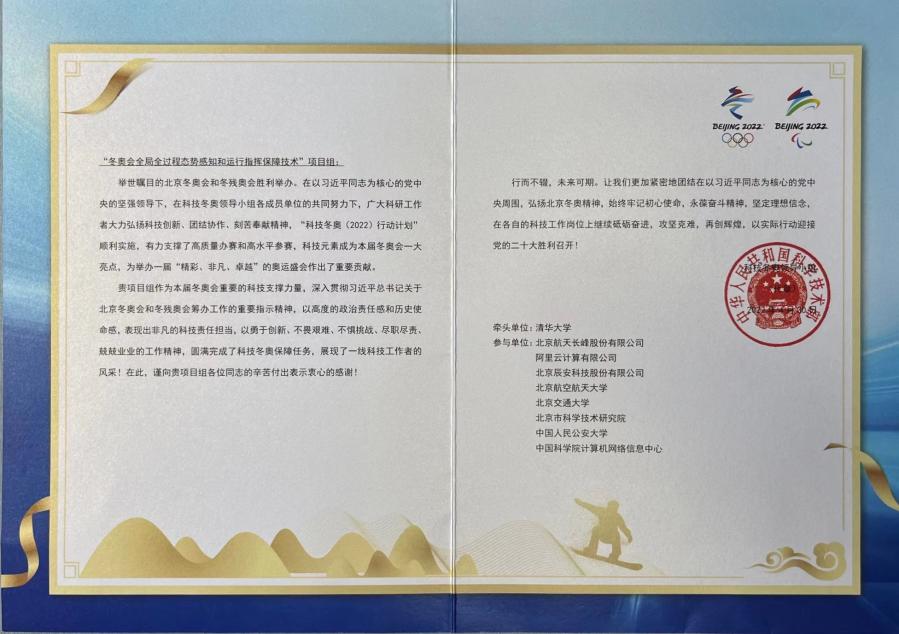 “冬奥会全局全过程态势感知和运行指挥保障技术”项目组：
举世瞩目的北京冬奥会和冬残奥会胜利举办。在以习近平同志为核心的党中
央的坚强领导下，在科技冬奥领导小组各成员单位的共同努力下，广大科研工作
者大力弘扬科技创新、团结协作、刻苦奉献精神，“科技冬奥（2022）行动计划”
顺利实施，有力支撑了高质量办赛和高水平参赛，科技元素成为本届冬奥会一大
亮点，为举办一届“精彩、非凡、卓越”的奥运盛会作出了重要贡献。
贵项目组作为本届冬奥会重要的科技支撑力量，深入贯彻习近平总书记关于
北京冬奥会和冬残奥会筹办工作的重要指示精神，以高度的政治责任感和历史使
命感，表现出非凡的科技责任担当，以勇于创新、不畏艰难、不惧挑战、尽职尽责、
兢兢业业的工作精神，圆满完成了科技冬奥保障任务，展现了一线科技工作者的
风采！在此，谨向贵项目组各位同志的辛苦付出表示衷心的感谢！
BEIJING 2022
BEIJING 2022
行而不辍，未来可期。让我们更加紧密地团结在以习近平同志为核心的党中
央周围，弘扬北京冬奥精神，始终牢记初心使命，永葆奋斗精神，坚定理想信念，
在各自的科技工作岗位上继续砥砺奋进，攻坚克难，再创辉煌，以实际行动迎接
党的二十大胜利召开！
中华人民共和国科学技术部
牵头单位：清华大学
参与单位：北京航天长峰股份有限公司
阿里云计算有限公司
北京辰安科技股份有限公司
北京航空航天大学
北京交通大学
北京市科学技术研究院
中国人民公安大学
中国科学院计算机网络信息中心